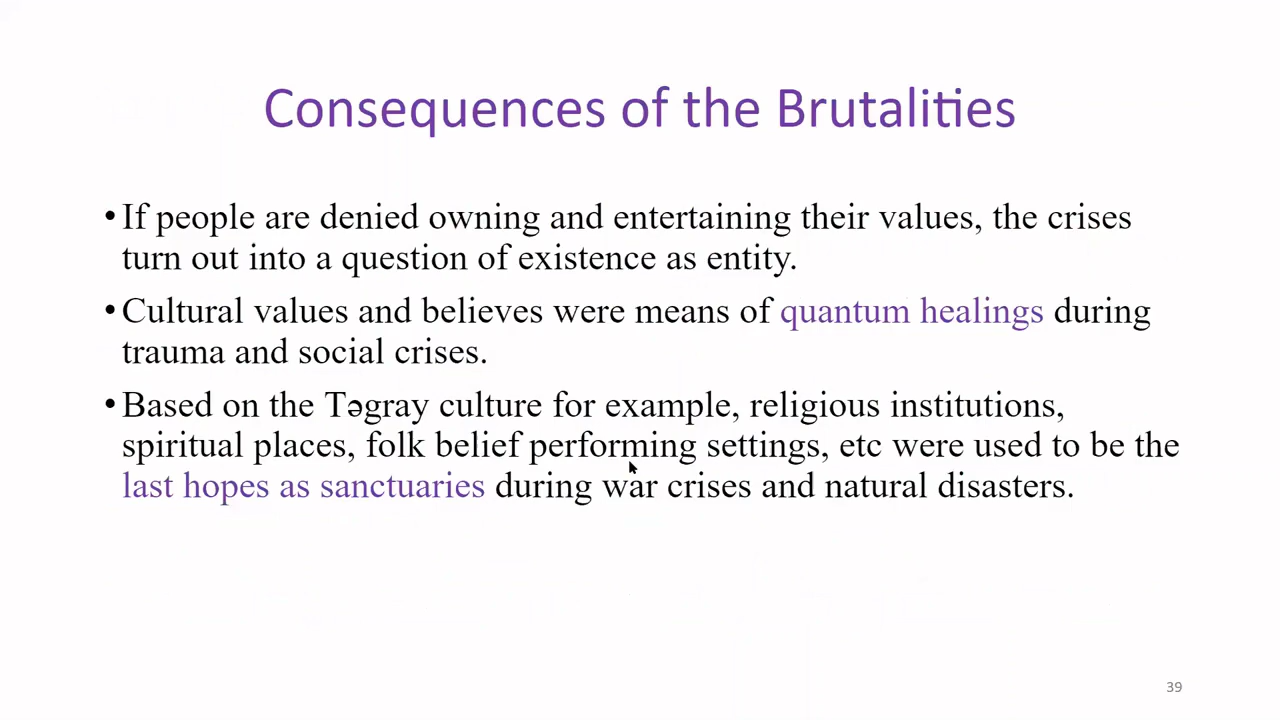 Consequences of the Brutalities
•If people are denied owning and entertaining their values, the crises
turn out into a question of existence as entity.
•Cultural values and believes were means of quantum healings during
trauma and social crises.
•Based on the Təgray culture for example, religious institutions,
spiritual places, folk belief performing settings, etc were used to be the
last hopes as sanctuaries during war crises and natural disasters.
39